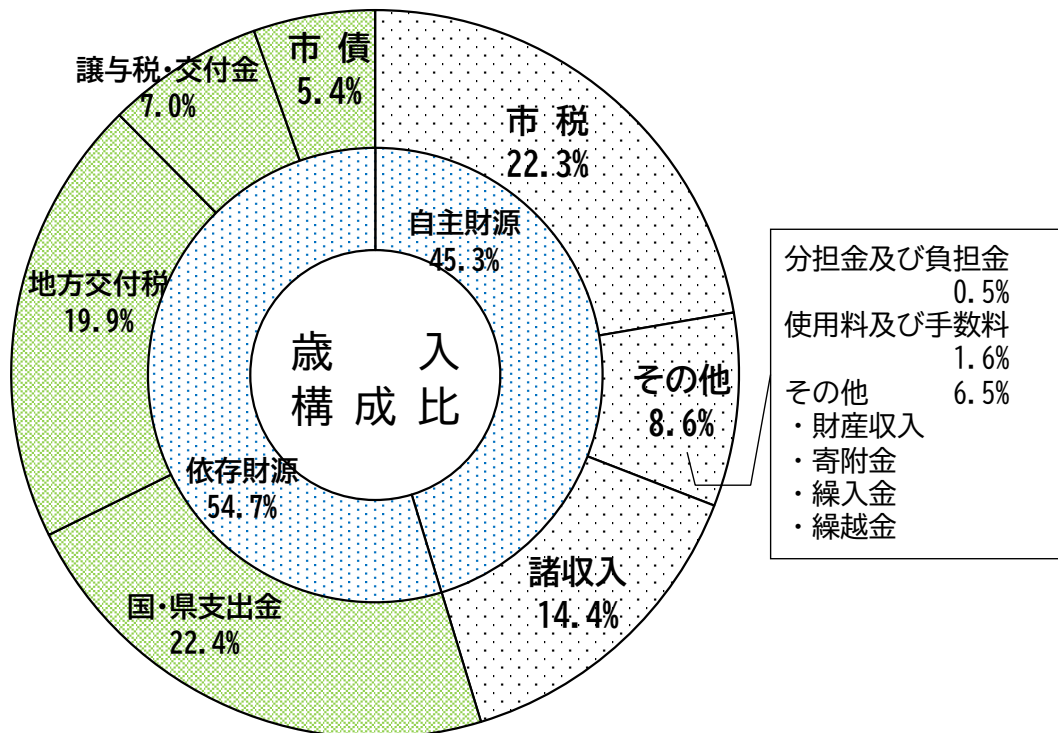 市 債
5.4%
譲与税・交付金
7.0%
市 税
22.3%
自主財源
45.3%
地方交付税
19.9%
歳 入
構 成 比
その他
8.6%
分担金及び負担金
0.5%
使用料及び手数料
1.6%
その他 6.5%
・財産収入
・寄附金
・繰入金
・繰越金
依存財源
54.7%
諸収入
14.4%
国・県支出金
22.4%